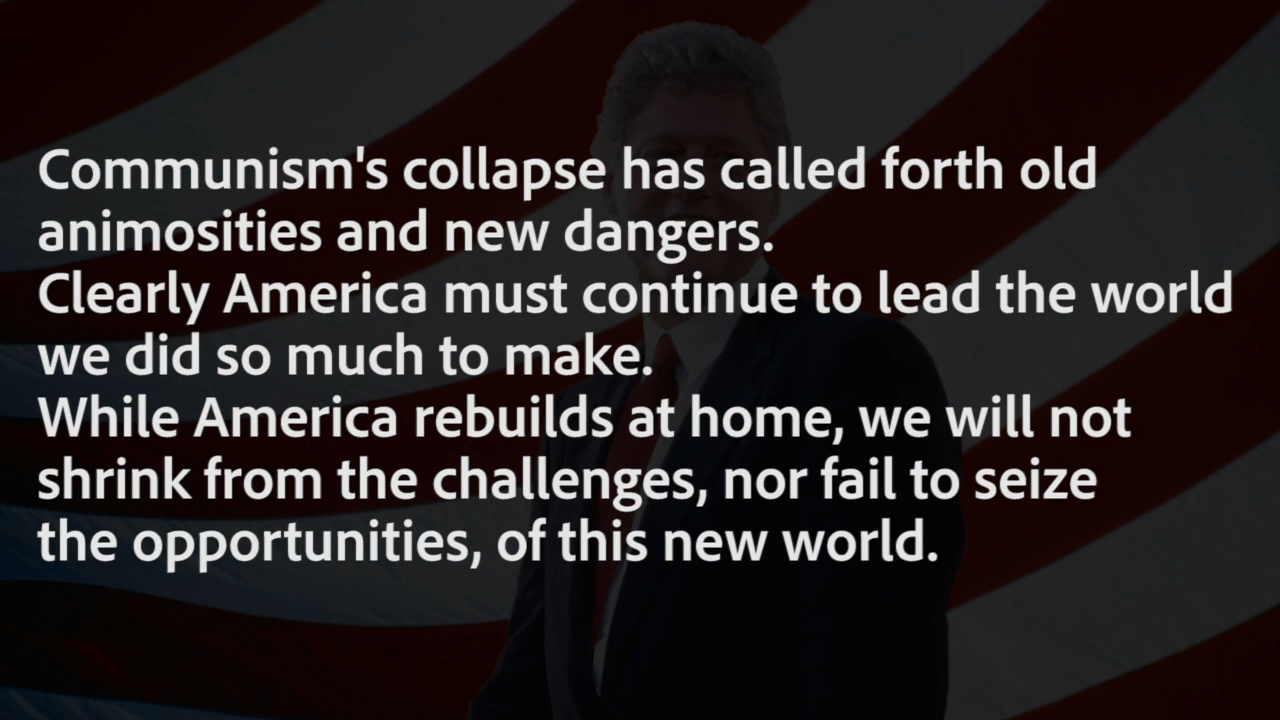 Communism's collapse has called forth old
animosities and new dangers.
Clearly America must continue to lead the world
we did so much to make.
While America rebuilds at home, we will not
shrink from the challenges, nor fail to seize
the opportunities, of this new world.